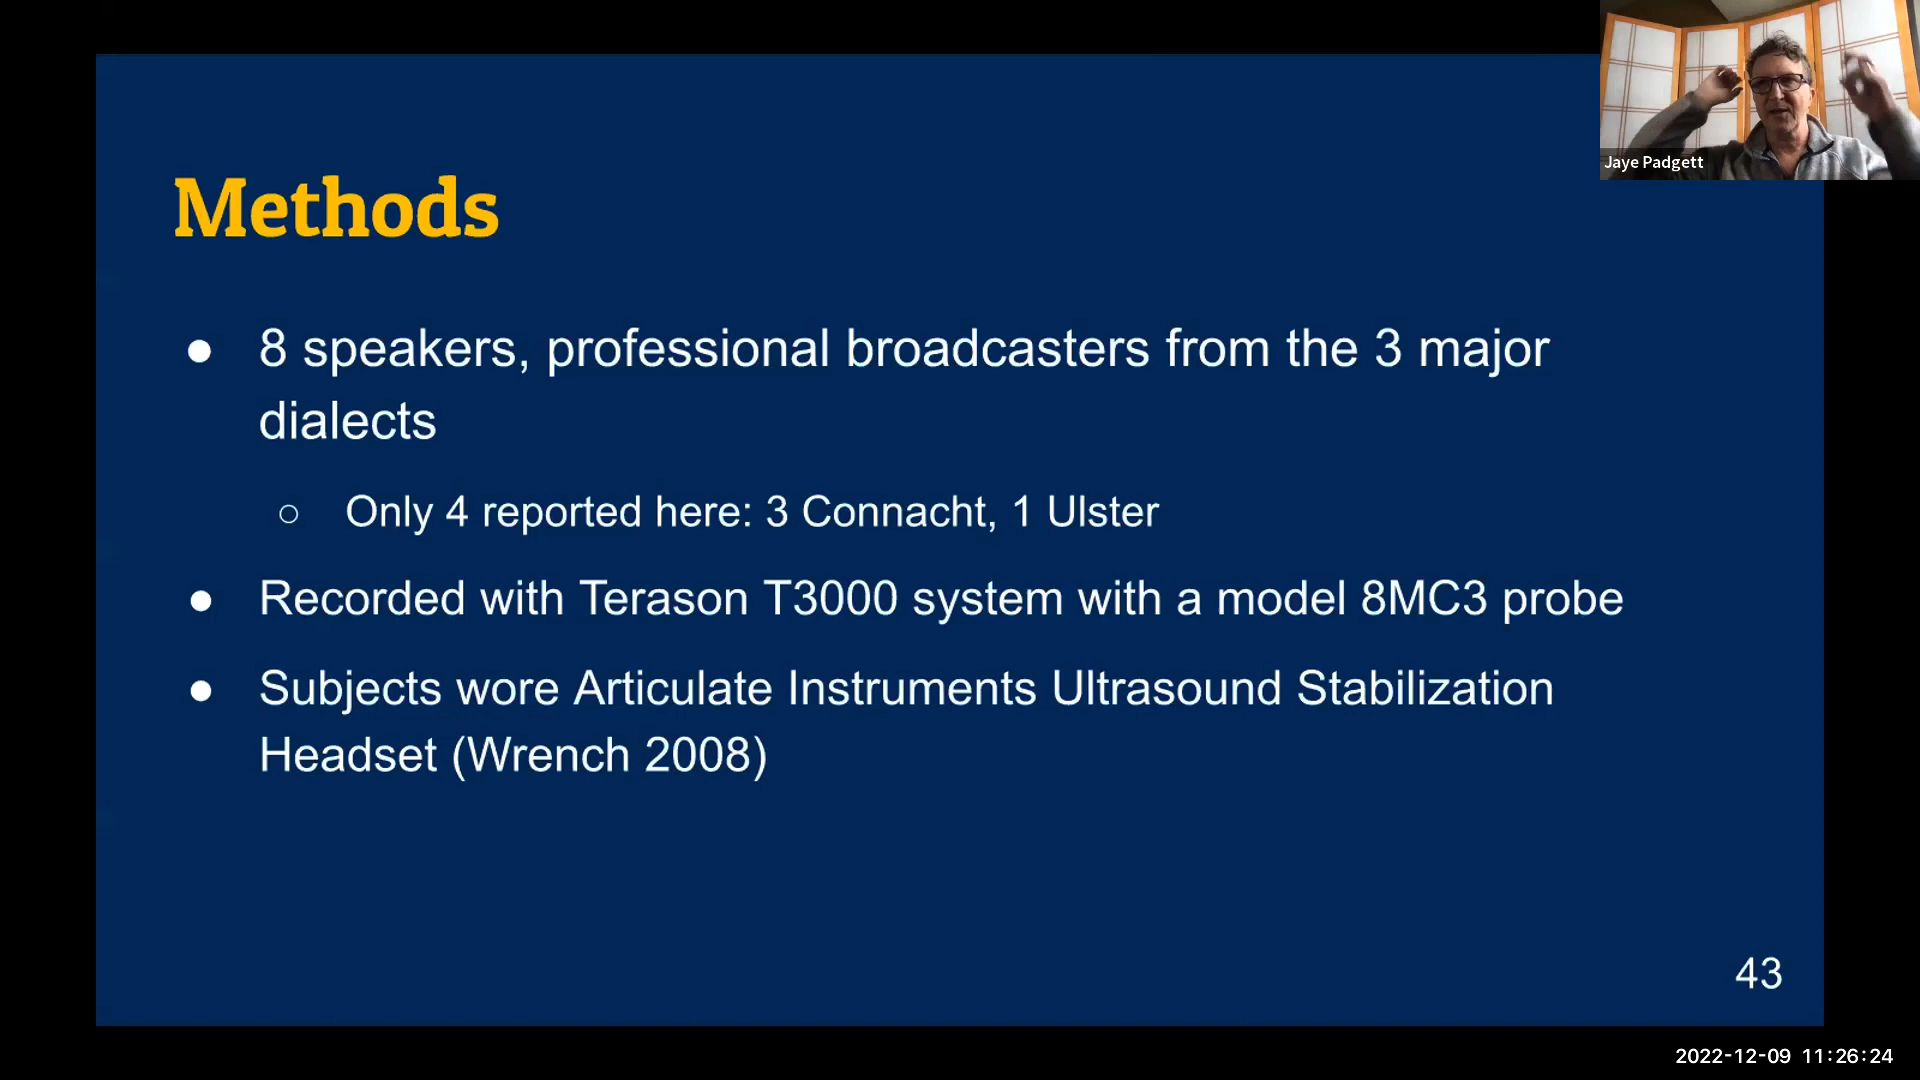 Jaye Padgett
Methods
● 8 speakers, professional broadcasters from the 3 major
dialects
○ Only 4 reported here: 3 Connacht, 1 Ulster
● Recorded with Terason T3000 system with a model 8MC3 probe
● Subjects wore Articulate Instruments Ultrasound Stabilization
Headset (Wrench 2008)
43
2022-12-09 11:26:24